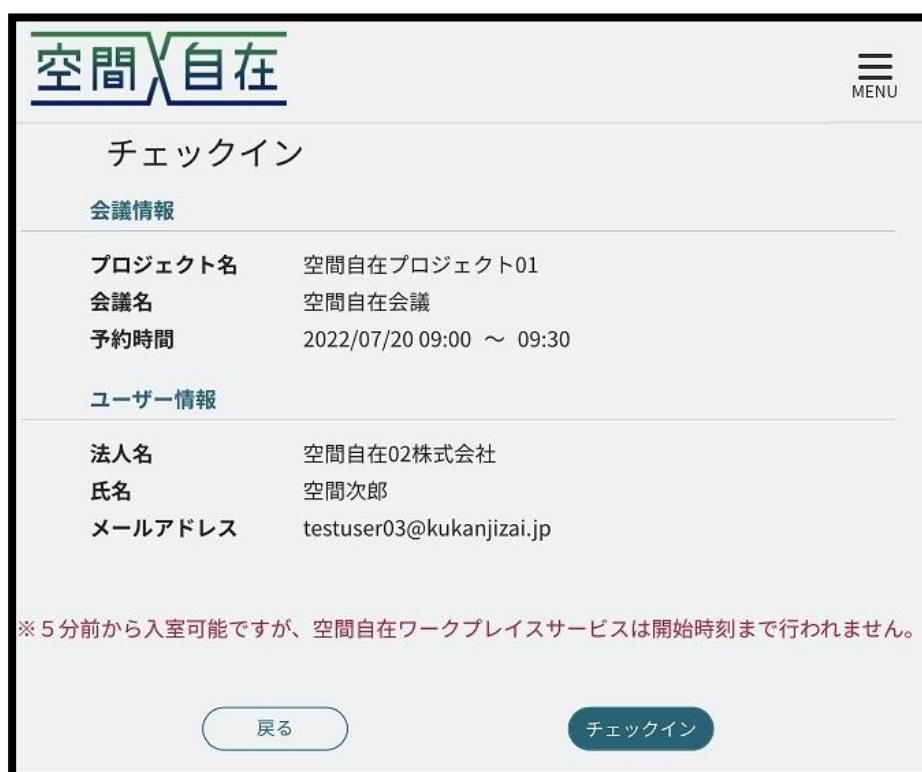 空間自在
MENU
チェックイン
会議情報
プロジェクト名 空間自在プロジェクト01
会議名 空間自在会議
予約時間 2022/07/20 09:00 ～ 09:30
ユーザー情報
法人名 空間自在02株式会社
氏名 空間次郎
メールアドレス testuser03@kukanjizai.jp
※５分前から入室可能ですが、空間自在ワークプレイスサービスは開始時刻まで行われません。
戻る チェックイン